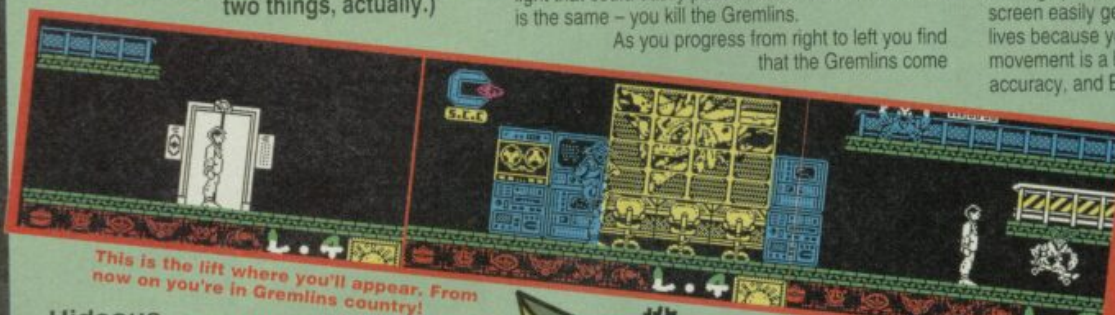 two things, actually.)
is the same – you kill the Gremlins.
As you progress from right to left you find
that the Gremlins come
screen easily ge
lives because y
movement is a
accuracy, and
S.C.C
This is the lift where you'll appear. From
now on you're in Gremlins country!